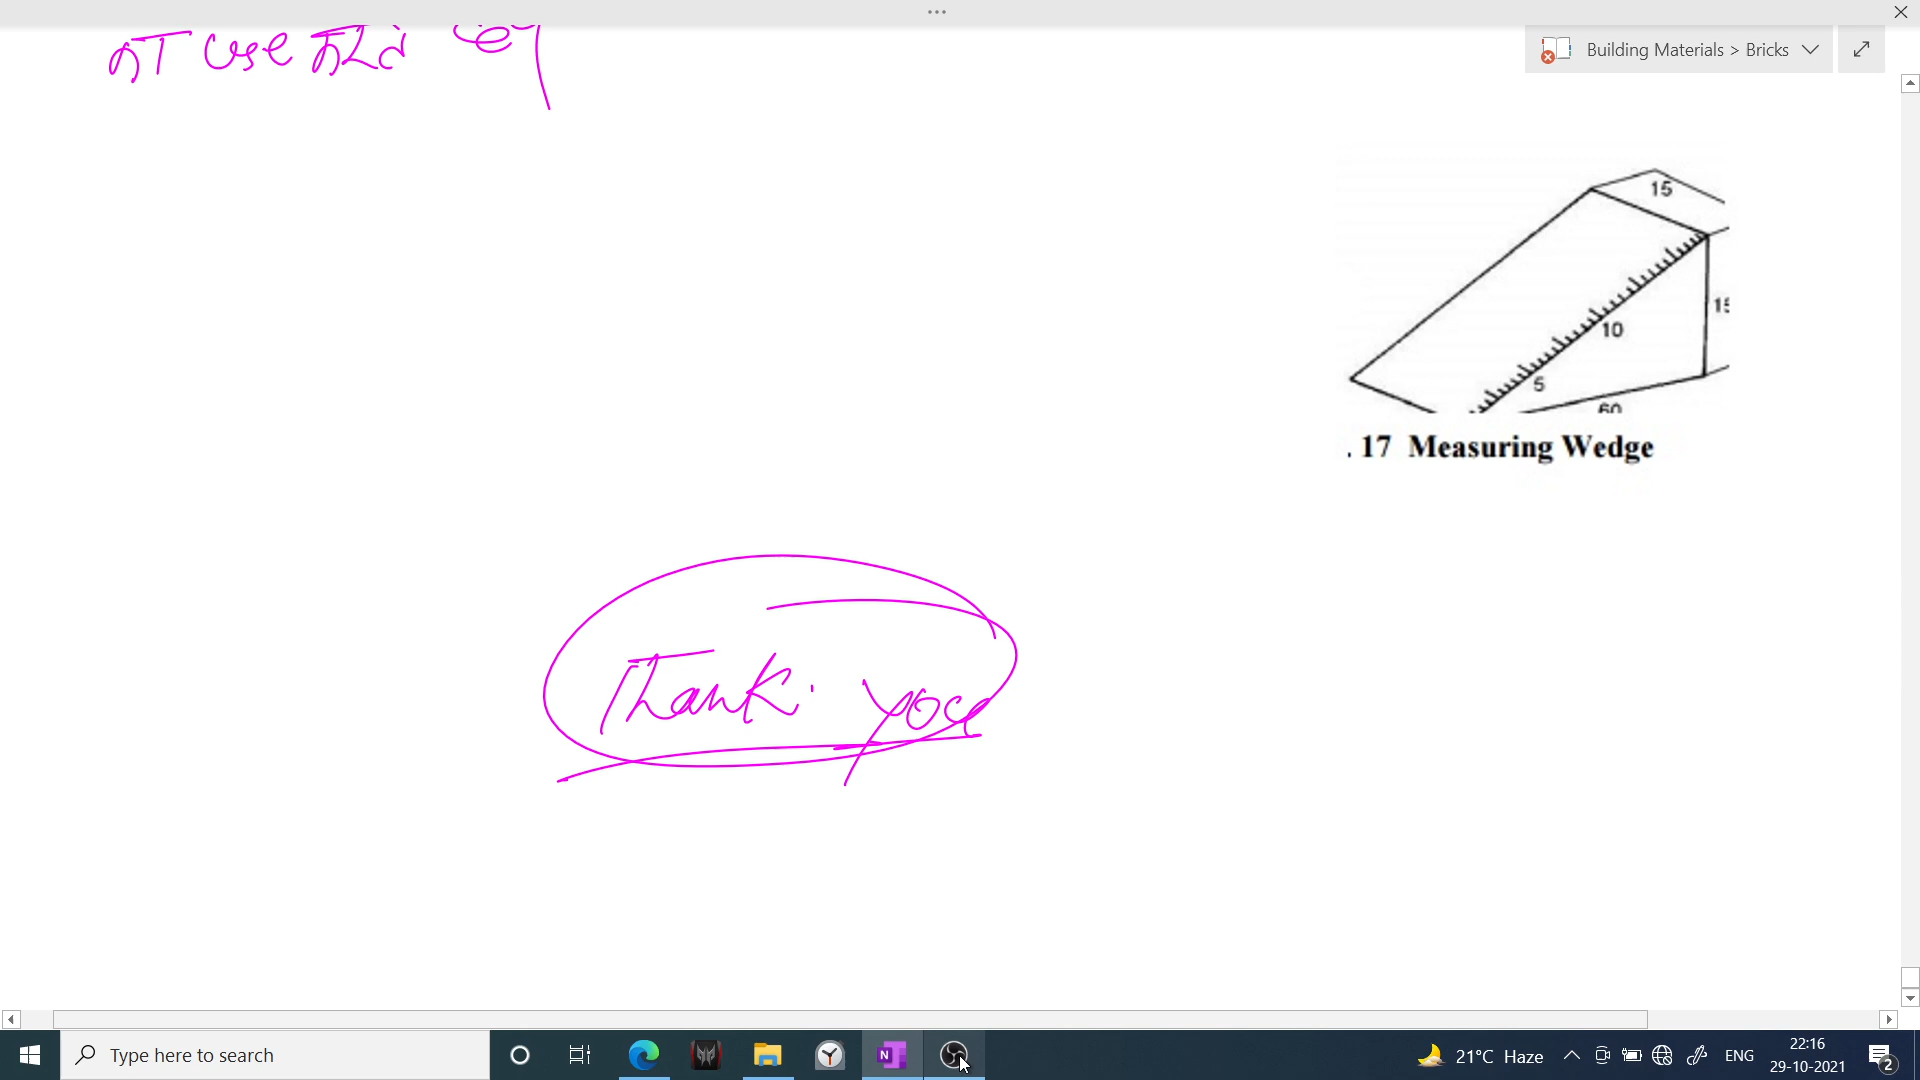 Building Materials > Bricks
15
15
10
5
60
. 17 Measuring Wedge
Thank you
Type here to search
21°C Haze
ENG
22:16
29-10-2021
2